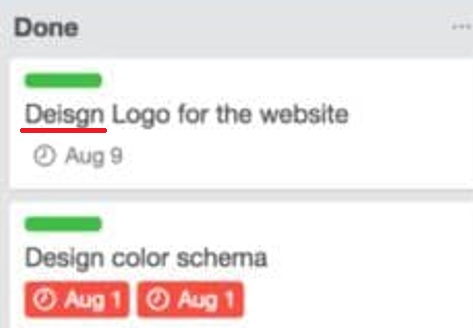 Done
Deisgn Logo for the website
Aug 9
Design color schema
Aug 1 Aug 1